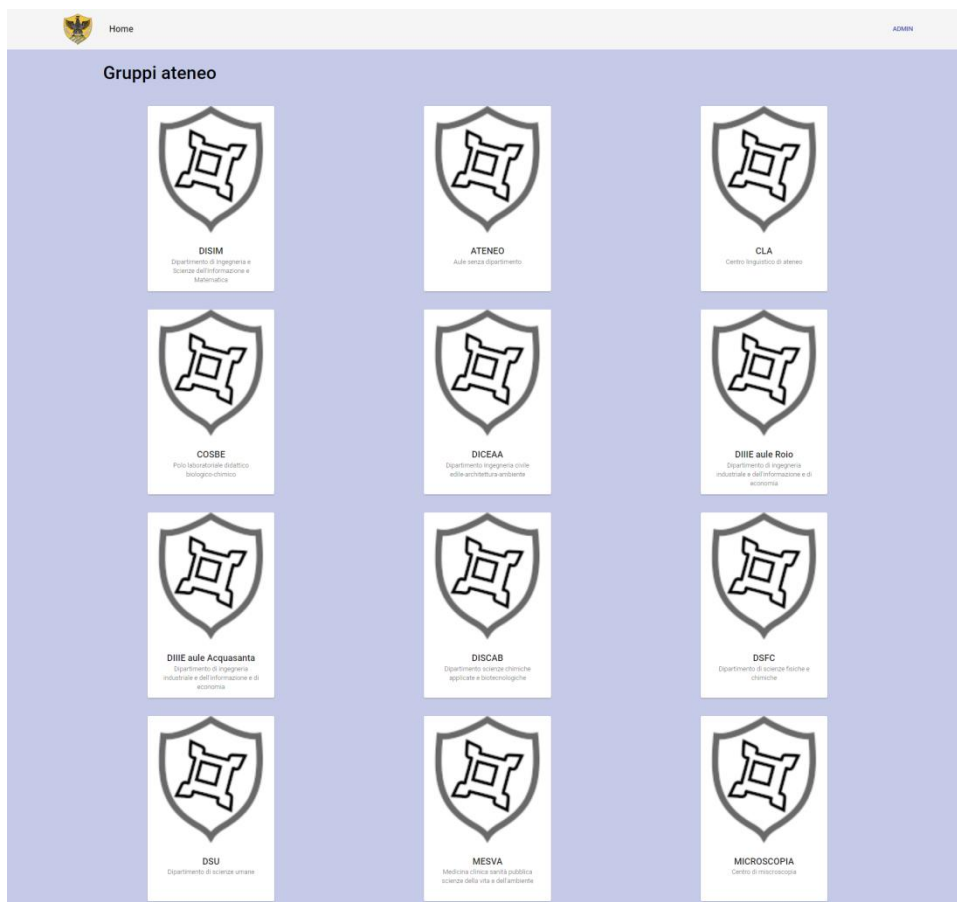 Home
ADMIN
Gruppi ateneo
DISIM
Dipartimento di Ingegneria e
Scienze dell'Informazione e
Matematica
ATENEO
Aule senza dipartimento
CLA
Centro linguistico di ateneo
COSBE
Polo laboratoriale didattico
biologico-chimico
DICEAA
Dipartimento ingegneria civile
edile-architettura-ambiente
DIIIE aule Roio
Dipartimento di ingegneria
industriale e dell'informazione e di
economia
DIIIE aule Acquasanta
Dipartimento di ingegneria
industriale e dell'informazione e di
economia
DISCAB
Dipartimento scienze chimiche
applicate e biotecnologiche
DSFC
Dipartimento di scienze fisiche e
chimiche
DSU
Dipartimento di scienze umane
MESVA
Medicina clinica sanità pubblica
scienze della vita e dell'ambiente
MICROSCOPIA
Centro di miscroscopia